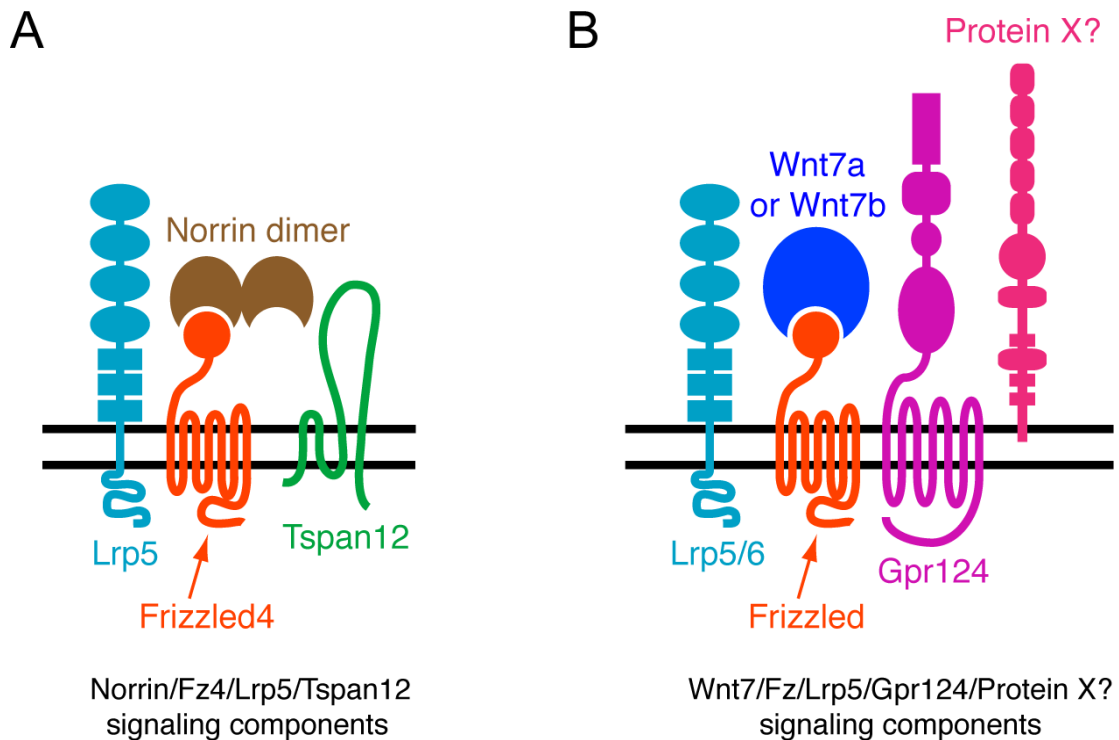 A
Norrin dimer
Lrp5
Tspan12
Frizzled4
Norrin/Fz4/Lrp5/Tspan12
signaling components
B
Protein X?
Wnt7a
or Wnt7b
Lrp5/6
Gpr124
Frizzled
Wnt7/Fz/Lrp5/Gpr124/Protein X?
signaling components